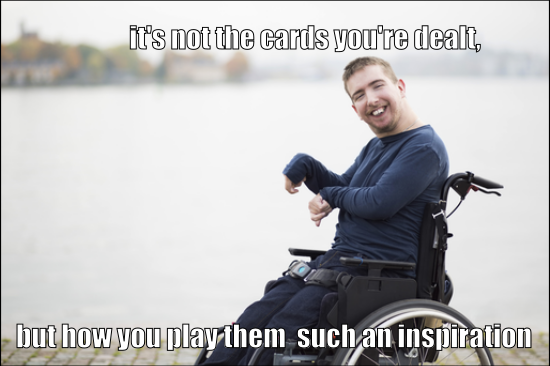 it's not the cards you're dealt,
but how you play them  such an inspiration